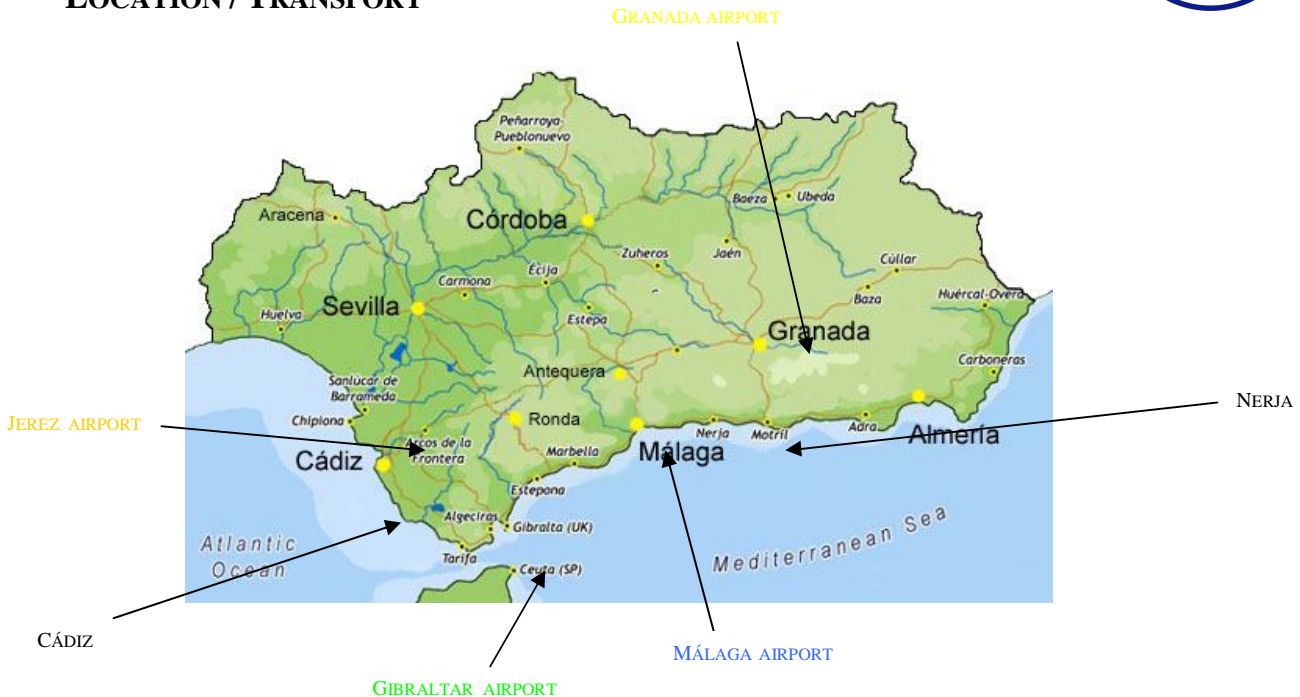 LOCATION / TRANSPORT
GRANADA AIRPORT
Peñarroya-
Pueblonuevo
Aracena
Córdoba
Baeza
Ubeda
Zuheros
Jaén
Cúllar
Carmona
Écija
Baza
Huércal-Overa
Huelva
Sevilla
Estepa
Granada
Carboneras
Antequera
Sanlúcar de
Barrameda
Chipiona
Ronda
Nerja
Motril
Adra
Almería
NERJA
JEREZ AIRPORT
Arcos de la
Frontera
Cádiz
Marbella
Málaga
Estepona
Algeciras
Gibralta (UK)
Atlantic
Ocean
Tarifa
Ceuta (SP)
Mediterranean Sea
CÁDIZ
MÁLAGA AIRPORT
GIBRALTAR AIRPORT